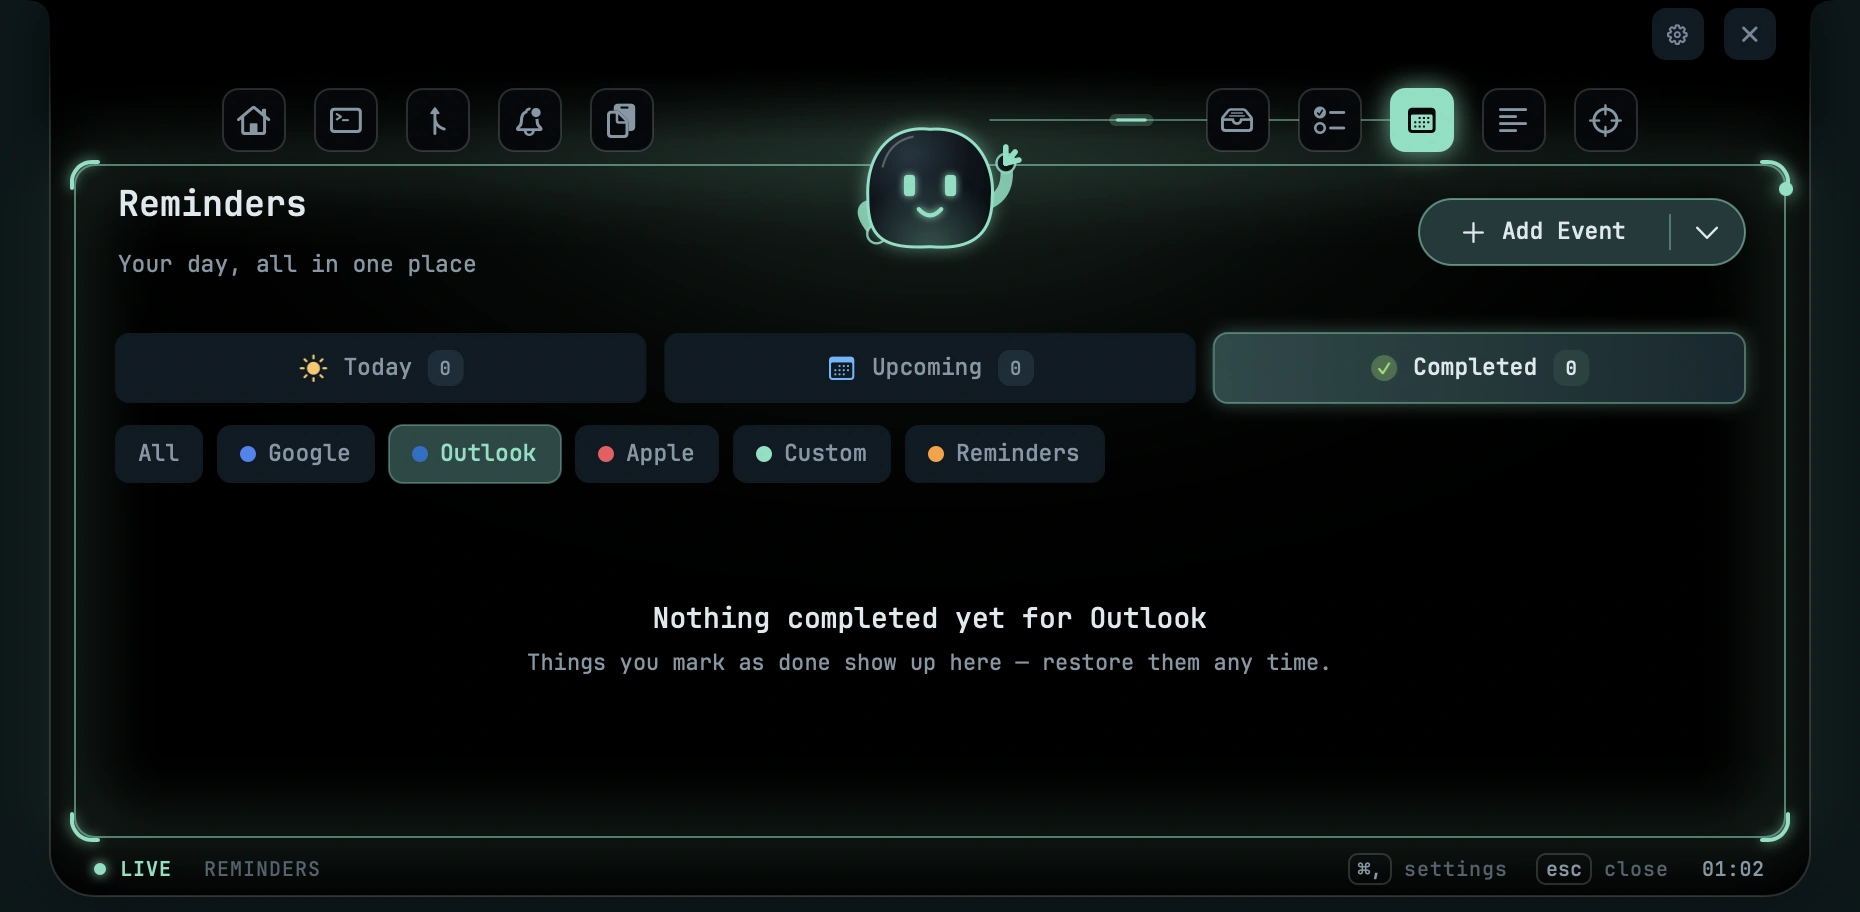 Reminders
Your day, all in one place
+ Add Event
Today 0
Upcoming 0
Completed 0
All
Google
Outlook
Apple
Custom
Reminders
Nothing completed yet for Outlook
Things you mark as done show up here — restore them any time.
LIVE REMINDERS
⌘, settings esc close 01:02